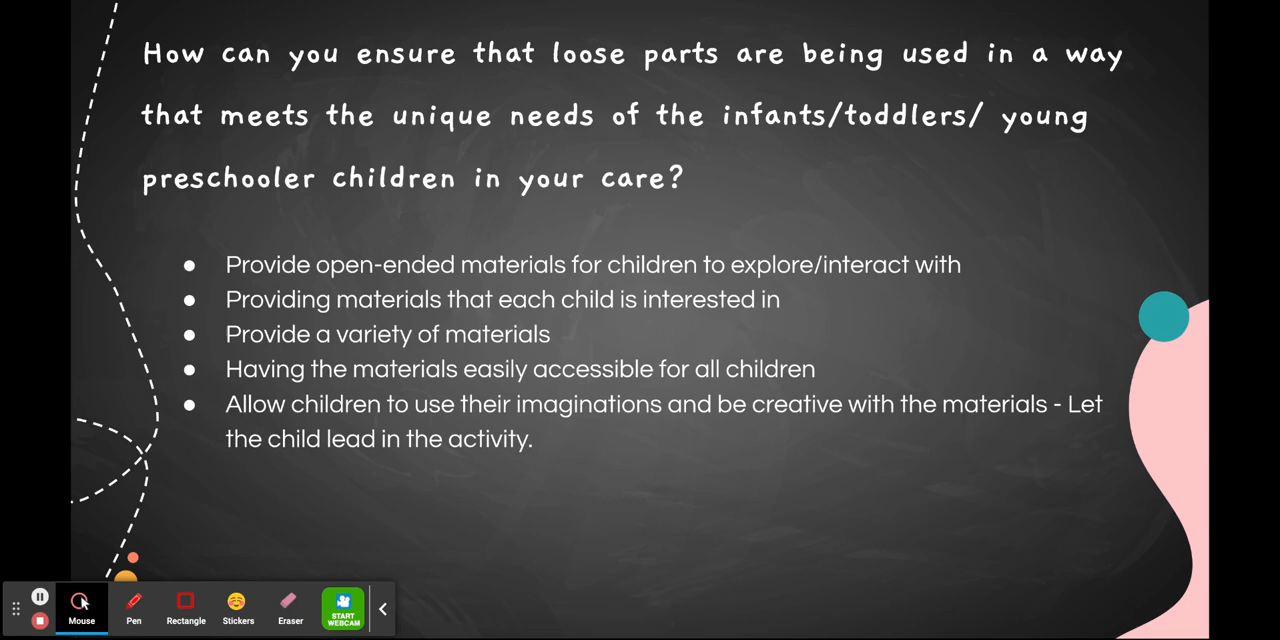 How can you ensure that loose parts are being used in a way
that meets the unique needs of the infants/toddlers/ young
preschooler children in your care?
● Provide open-ended materials for children to explore/interact with
● Providing materials that each child is interested in
● Provide a variety of materials
● Having the materials easily accessible for all children
● Allow children to use their imaginations and be creative with the materials - Let
the child lead in the activity.
Mouse Pen Rectangle Stickers Eraser START
WEBCAM